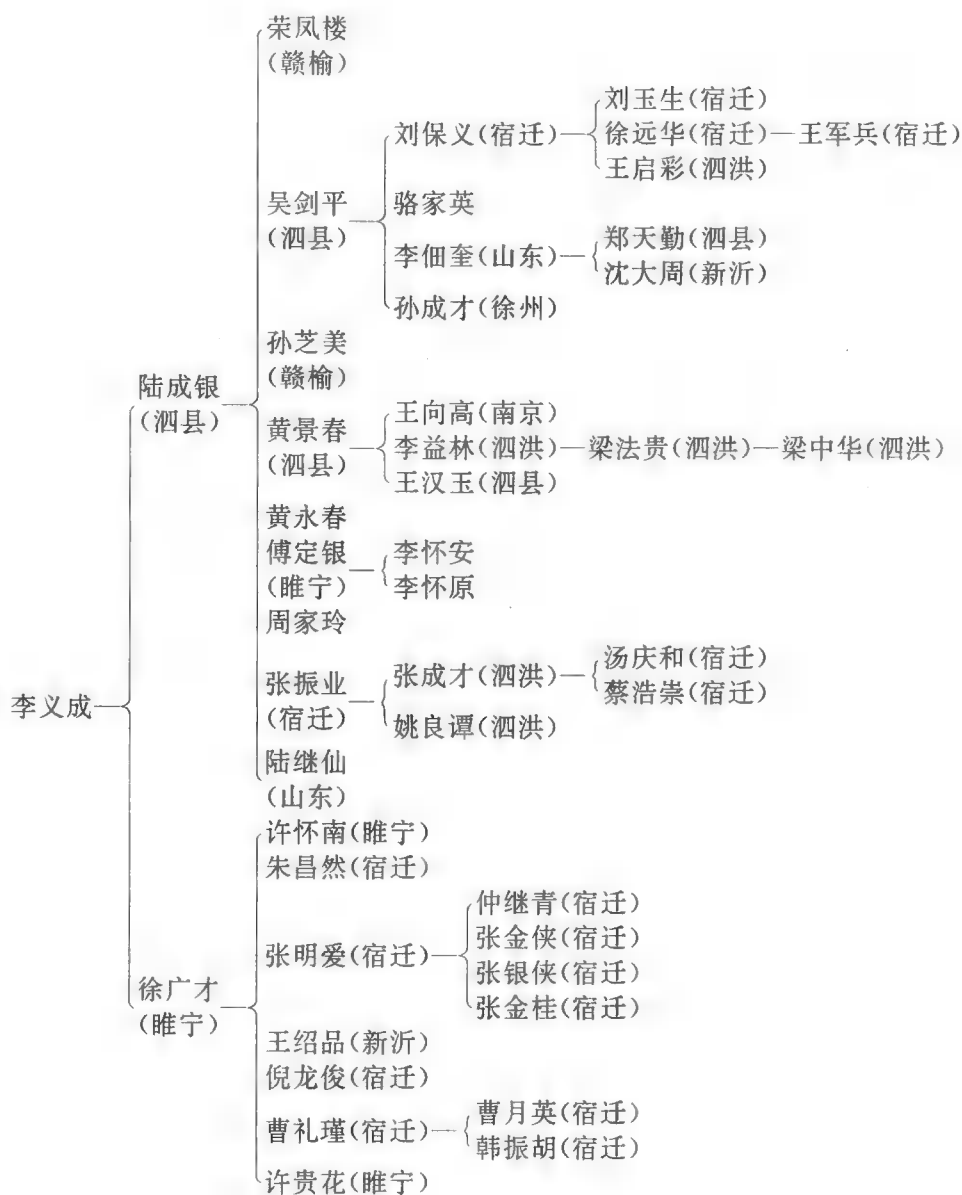 荣凤楼
(赣榆)
刘玉生(宿迁)
刘保义(宿迁) 徐远华(宿迁)—王军兵(宿迁)
王启彩(泗洪)
吴剑平
(泗县)
骆家英
郑天勤(泗县)
李佃奎(山东)
沈大周(新沂)
孙成才(徐州)
孙芝美
(赣榆)
陆成银
(泗县)
黄景春
(泗县)
王向高(南京)
李益林(泗洪)—梁法贵(泗洪)—梁中华(泗洪)
王汉玉(泗县)
黄永春
傅定银
(睢宁)
李怀安
李怀原
周家玲
张振业
(宿迁)
张成才(泗洪)
汤庆和(宿迁)
蔡浩崇(宿迁)
姚良谭(泗洪)
李义成
陆继仙
(山东)
许怀南(睢宁)
朱昌然(宿迁)
仲继青(宿迁)
张明爱(宿迁)
张金侠(宿迁)
张银侠(宿迁)
张金桂(宿迁)
徐广才
(睢宁)
王绍品(新沂)
倪龙俊(宿迁)
曹礼瑾(宿迁)
曹月英(宿迁)
韩振胡(宿迁)
许贵花(睢宁)